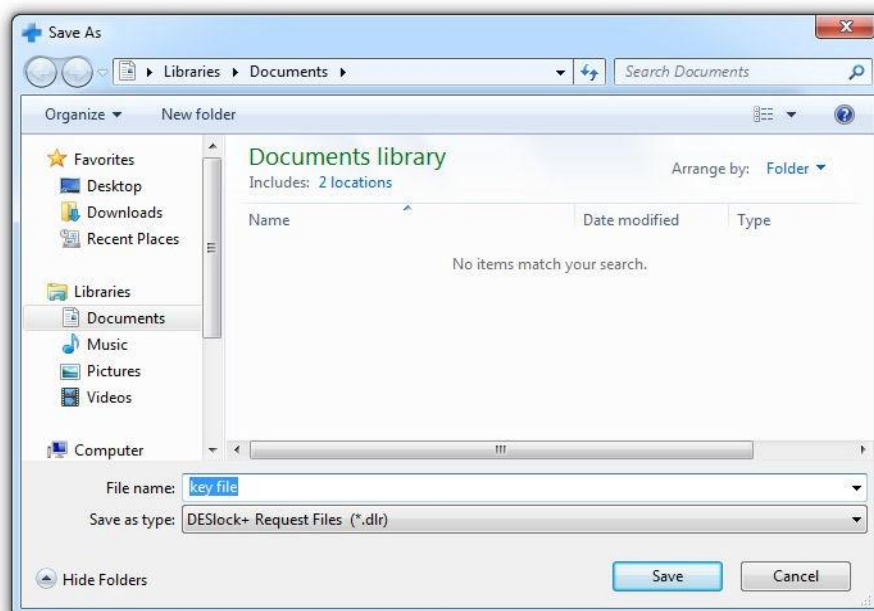 Save As
Libraries Documents Search Documents
Organize New folder
Favorites
Desktop
Downloads
Recent Places
Libraries
Documents
Music
Pictures
Videos
Computer
Documents library
Includes: 2 locations
Arrange by: Folder
Name Date modified Type
No items match your search.
File name: key file
Save as type: DESlock+ Request Files (*.dlr)
Hide Folders Save Cancel